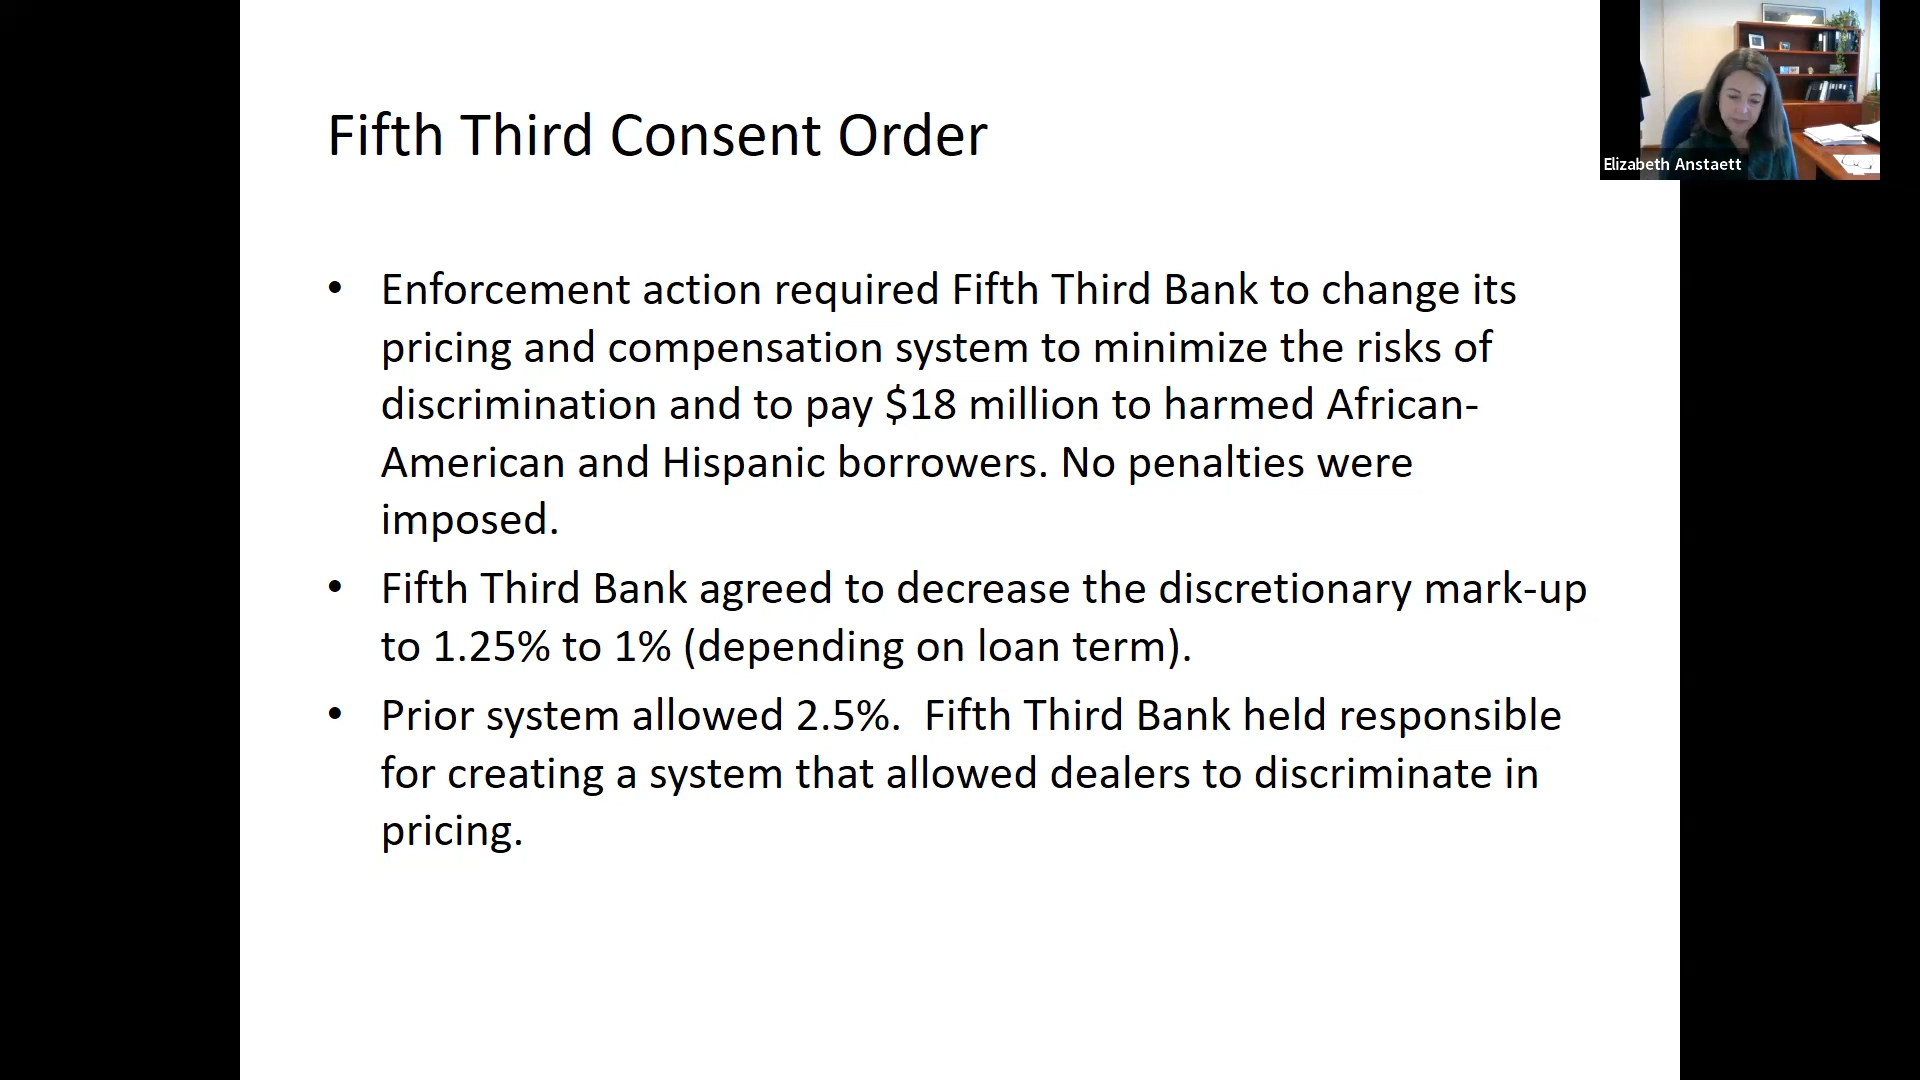 Fifth Third Consent Order
Elizabeth Anstaett
• Enforcement action required Fifth Third Bank to change its
pricing and compensation system to minimize the risks of
discrimination and to pay $18 million to harmed African-
American and Hispanic borrowers. No penalties were
imposed.
• Fifth Third Bank agreed to decrease the discretionary mark-up
to 1.25% to 1% (depending on loan term).
• Prior system allowed 2.5%.  Fifth Third Bank held responsible
for creating a system that allowed dealers to discriminate in
pricing.